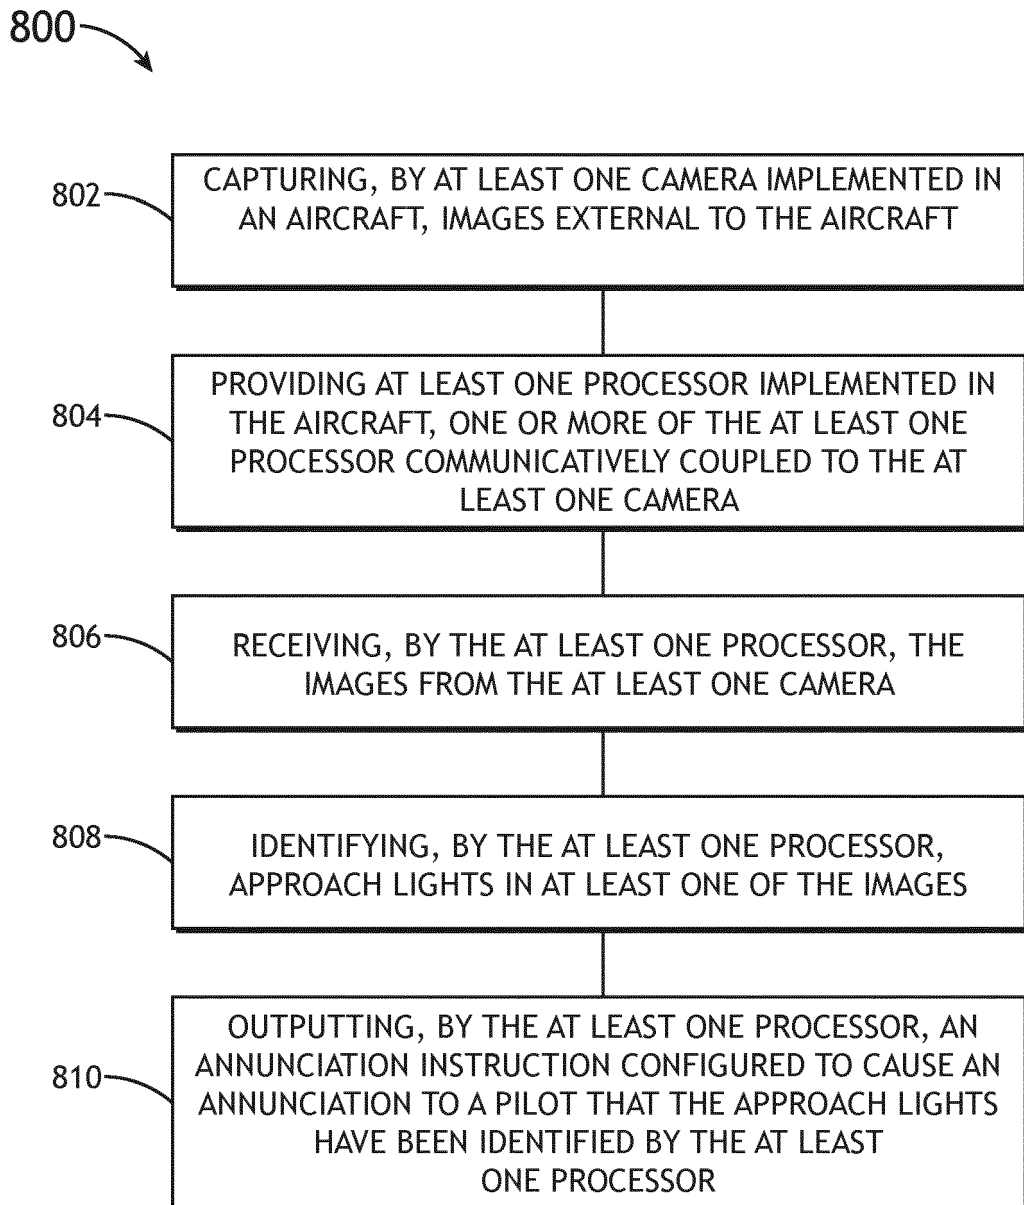 800
802
CAPTURING, BY AT LEAST ONE CAMERA IMPLEMENTED IN
AN AIRCRAFT, IMAGES EXTERNAL TO THE AIRCRAFT
804
PROVIDING AT LEAST ONE PROCESSOR IMPLEMENTED IN
THE AIRCRAFT, ONE OR MORE OF THE AT LEAST ONE
PROCESSOR COMMUNICATIVELY COUPLED TO THE AT
LEAST ONE CAMERA
806
RECEIVING, BY THE AT LEAST ONE PROCESSOR, THE
IMAGES FROM THE AT LEAST ONE CAMERA
808
IDENTIFYING, BY THE AT LEAST ONE PROCESSOR,
APPROACH LIGHTS IN AT LEAST ONE OF THE IMAGES
810
OUTPUTTING, BY THE AT LEAST ONE PROCESSOR, AN
ANNUNCIATION INSTRUCTION CONFIGURED TO CAUSE AN
ANNUNCIATION TO A PILOT THAT THE APPROACH LIGHTS
HAVE BEEN IDENTIFIED BY THE AT LEAST
ONE PROCESSOR